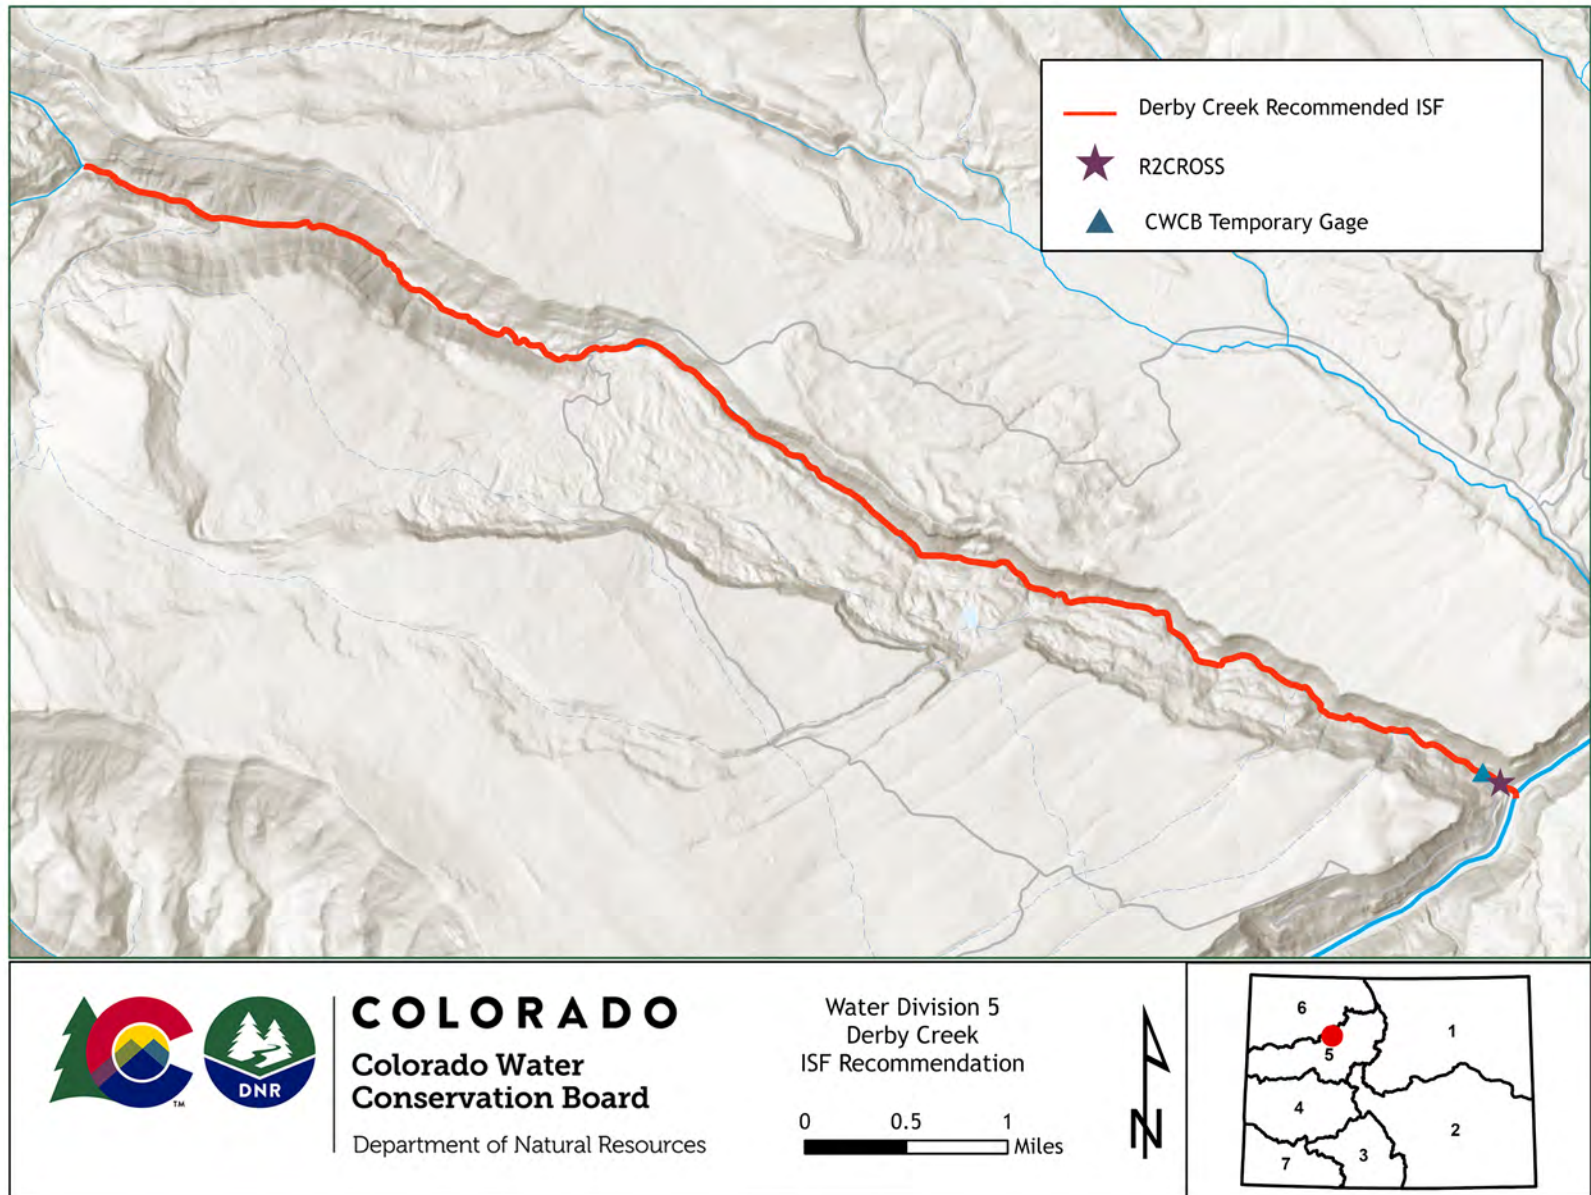 Derby Creek Recommended ISF
R2CROSS
CWCB Temporary Gage
TM
DNR
COLORADO
Colorado Water
Conservation Board
Department of Natural Resources
Water Division 5
Derby Creek
ISF Recommendation
0 0.5 1
Miles
N
6
1
5
4
2
3
7